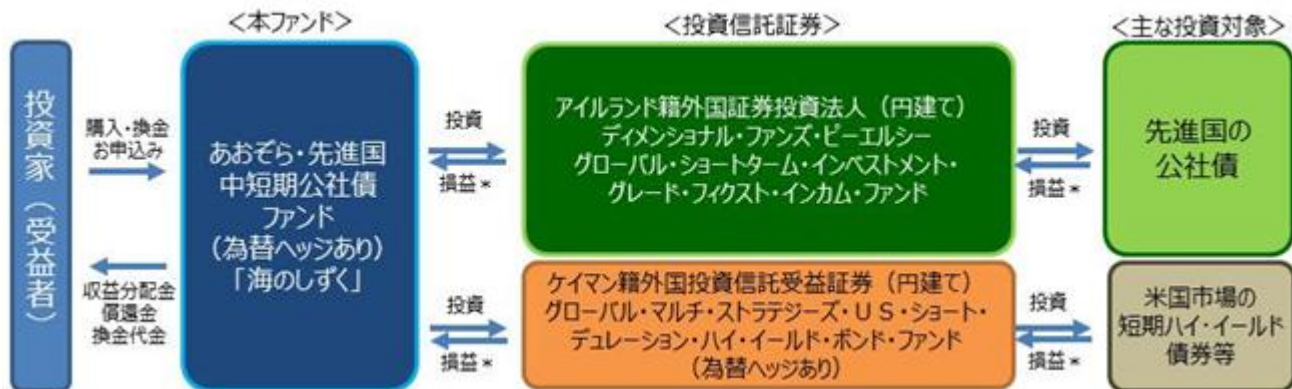 ＜本ファンド＞
＜投資信託証券＞
＜主な投資対象＞
投資家（受益者）
購入・換金
お申込み
収益分配金
償還金
換金代金
あおぞら・先進国
中短期公社債
ファンド
（為替ヘッジあり）
「海のしずく」
投資
損益＊
アイルランド籍外国証券投資法人（円建て）
ディメンショナル・ファンズ・ピーエルシー
グローバル・ショートターム・インベストメント・
グレード・フィクスト・インカム・ファンド
投資
損益＊
先進国の
公社債
投資
損益＊
ケイマン籍外国投資信託受益証券（円建て）
グローバル・マルチ・ストラテジーズ・ＵＳ・ショート・
デュレーション・ハイ・イールド・ボンド・ファンド
（為替ヘッジあり）
投資
損益＊
米国市場の
短期ハイ・イールド
債券等